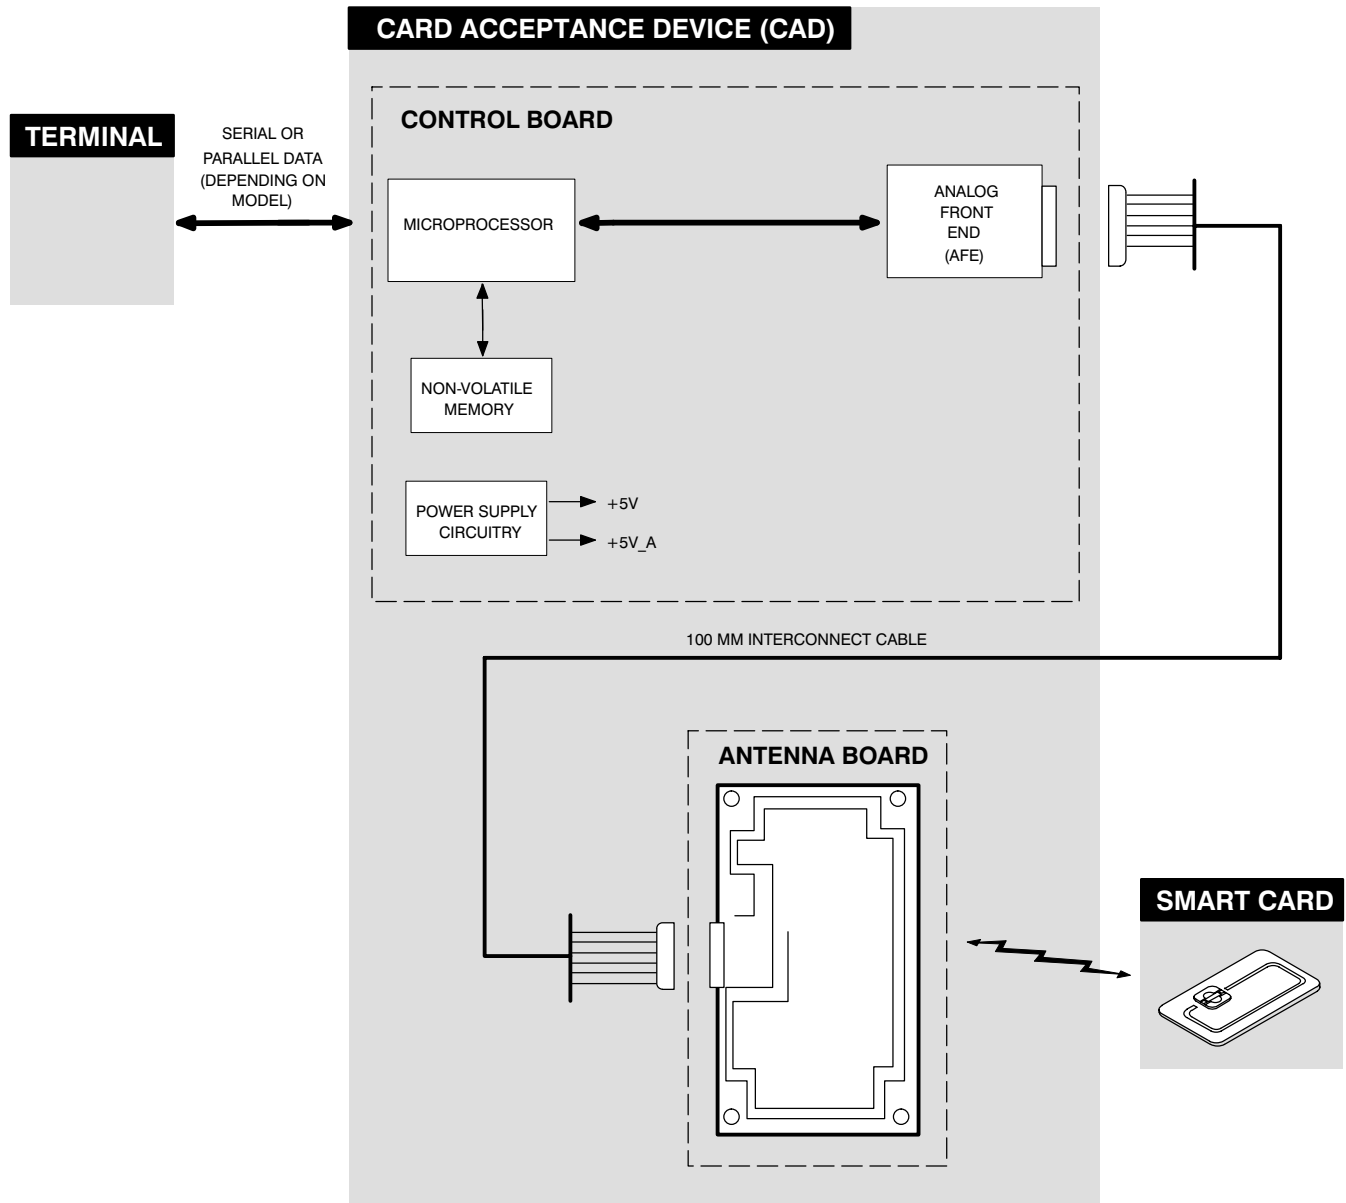 CARD ACCEPTANCE DEVICE (CAD)
CONTROL BOARD
TERMINAL
SERIAL OR
PARALLEL DATA
(DEPENDING ON
MODEL)
MICROPROCESSOR
ANALOG
FRONT
END
(AFE)
NON-VOLATILE
MEMORY
POWER SUPPLY
CIRCUITRY
+5V
+5V_A
100 MM INTERCONNECT CABLE
ANTENNA BOARD
SMART CARD